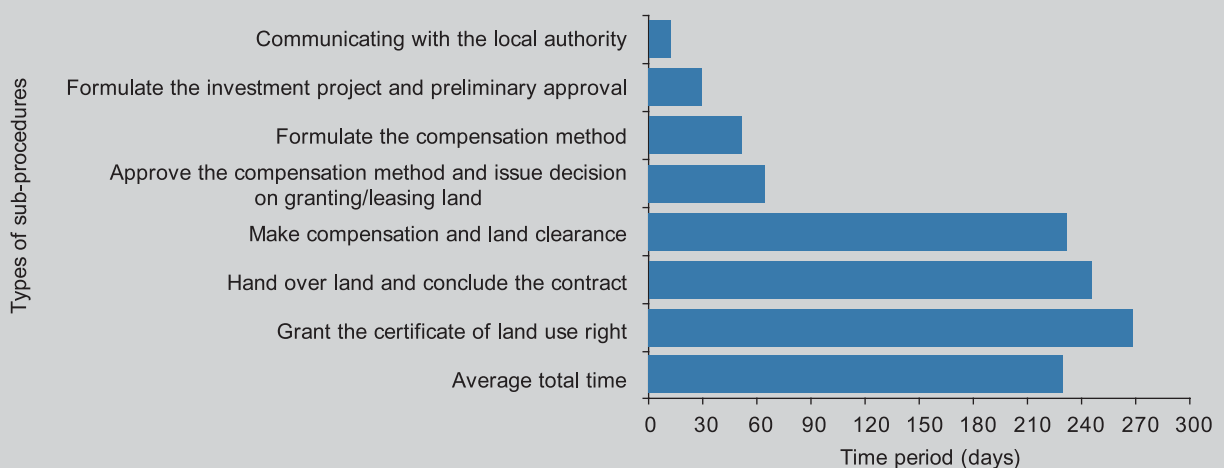 Types of sub-procedures
Communicating with the local authority
Formulate the investment project and preliminary approval
Formulate the compensation method
Approve the compensation method and issue decision
on granting/leasing land
Make compensation and land clearance
Hand over land and conclude the contract
Grant the certificate of land use right
Average total time
0 30 60 90 120 150 180 210 240 270 300
Time period (days)